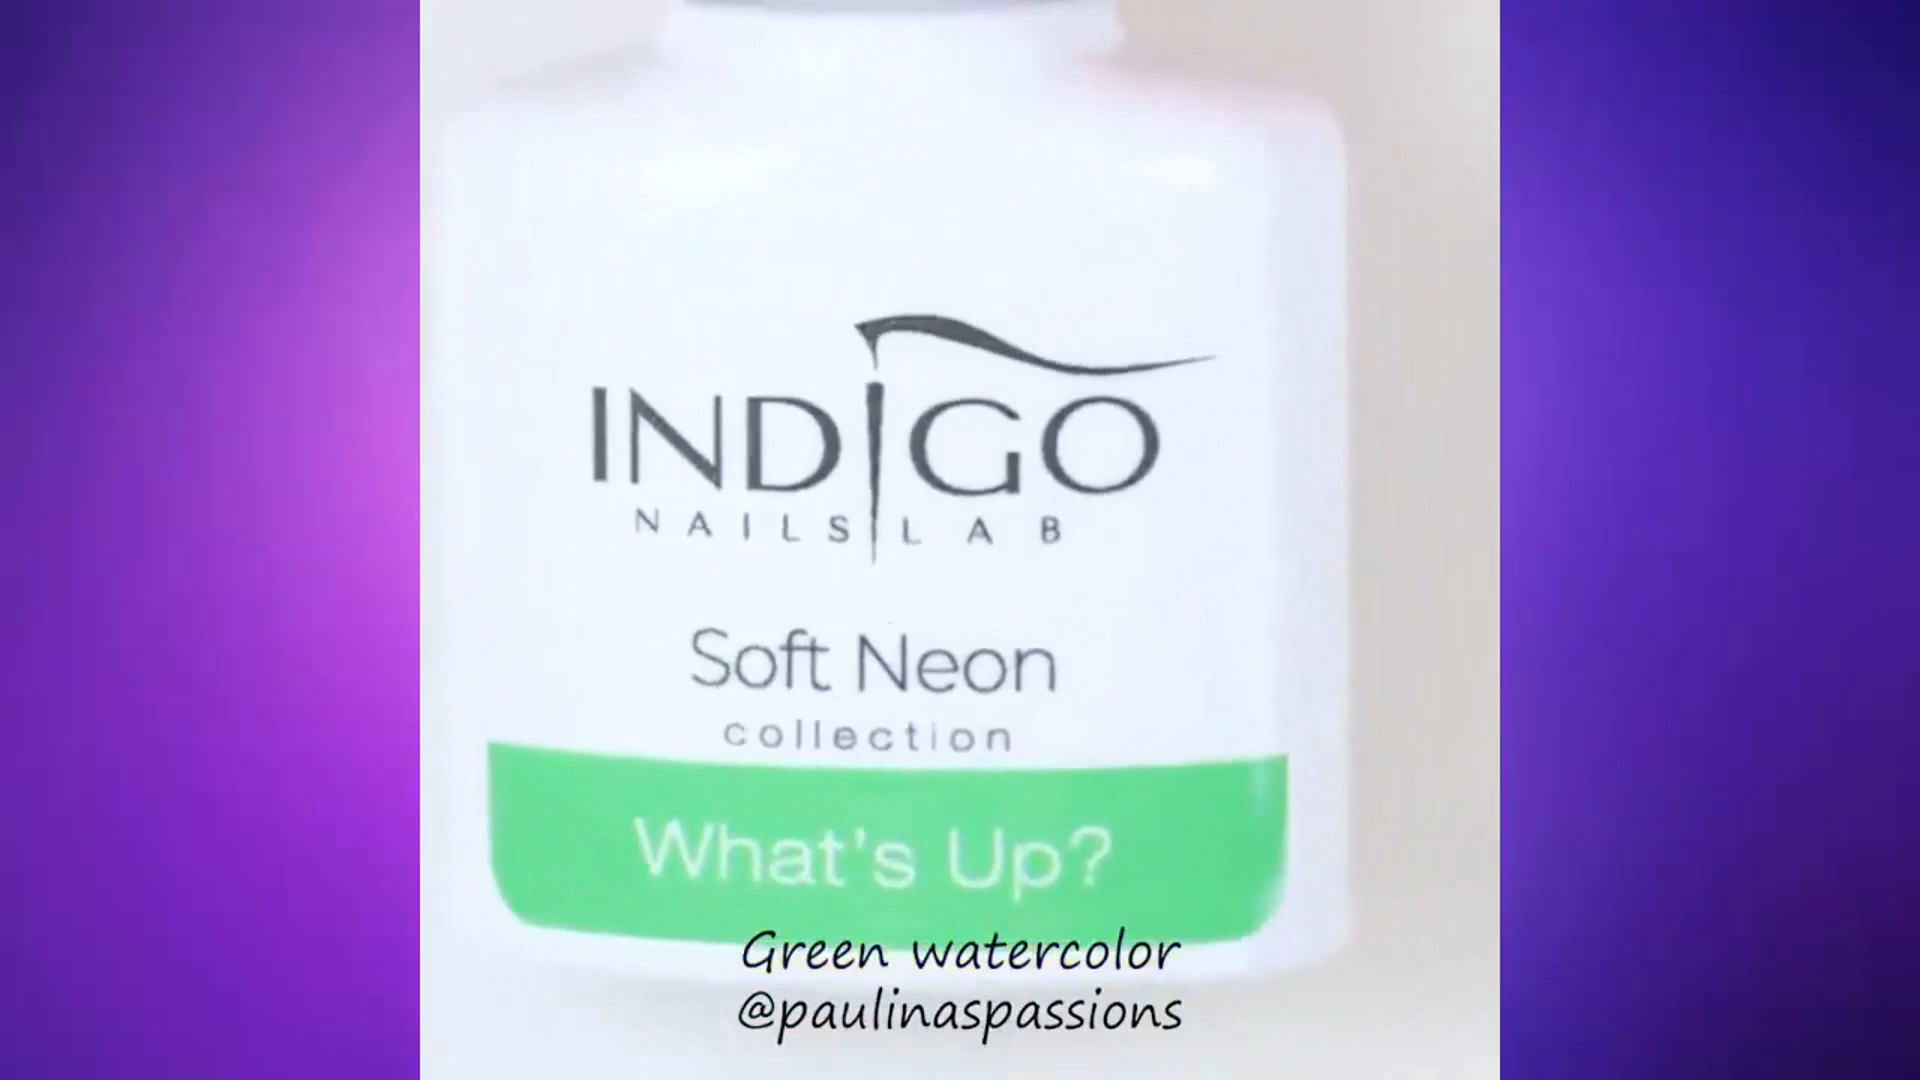 INDIGO
NAILS LAB
Soft Neon
collection
What's Up?
Green watercolor
@paulinaspassions